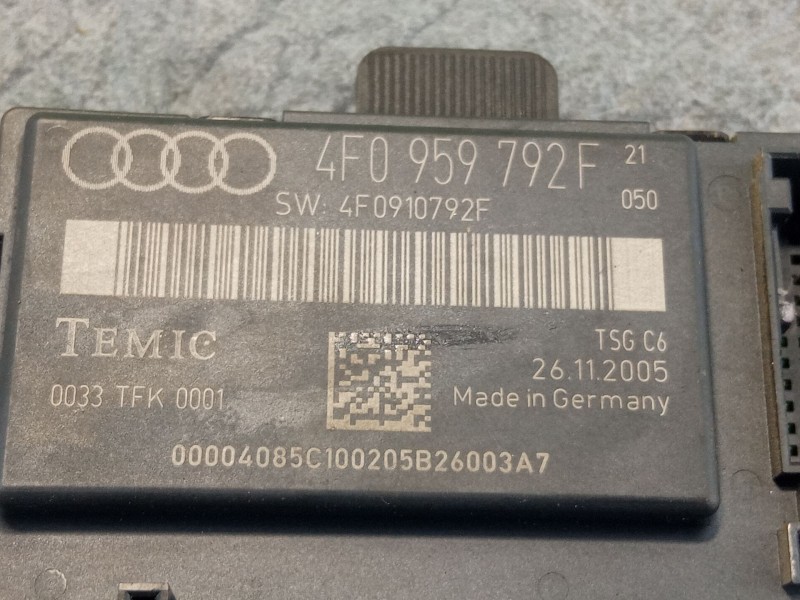 4F0 959 792F 21
SW: 4F0910792F 050
TEMIC
TSG C6
26.11.2005
0033 TFK 0001
Made in Germany
00004085C100205B26003A7